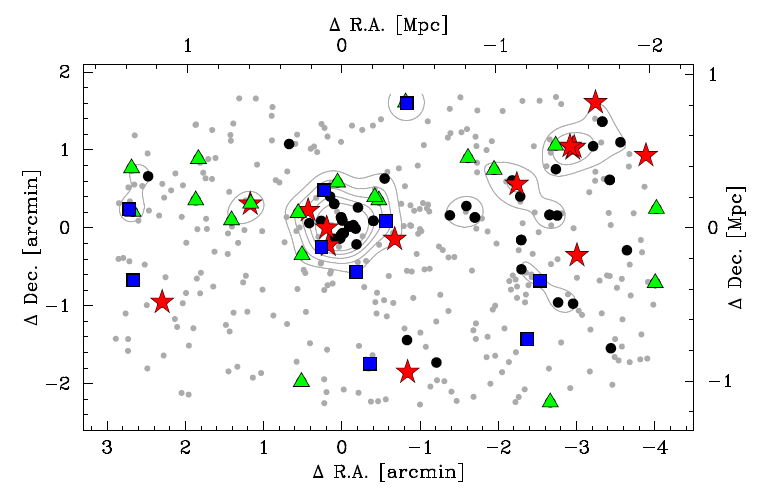 Δ R.A. [Mpc]
1 0 −1 −2
2 1 0 −1 −2
Δ Dec. [arcmin]
1 0 −1
Δ Dec. [Mpc]
3 2 1 0 −1 −2 −3 −4
Δ R.A. [arcmin]